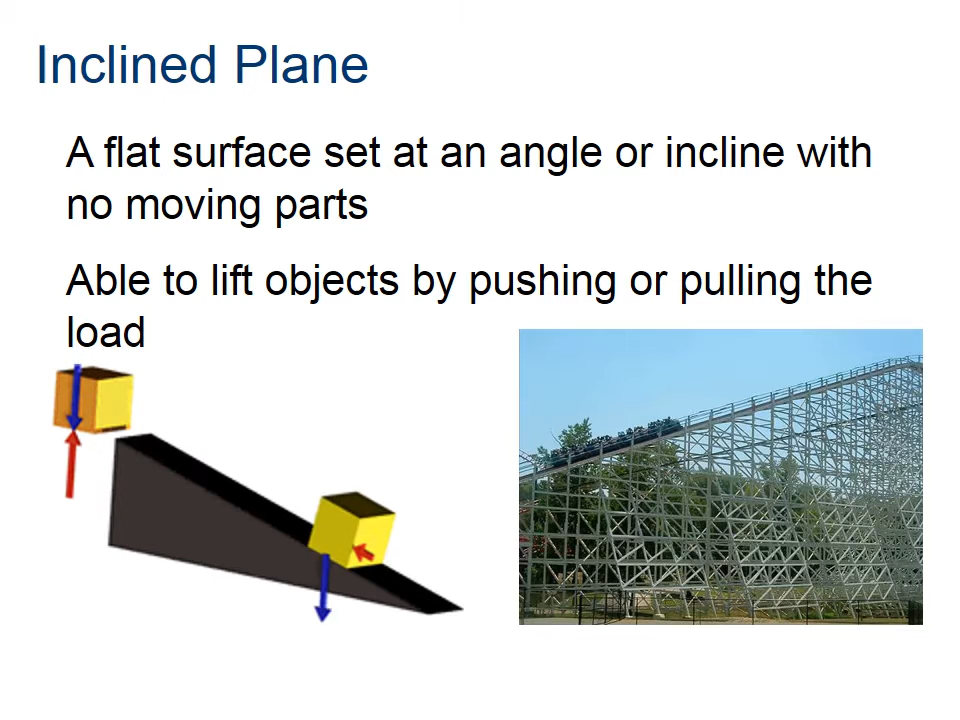 Inclined Plane
A flat surface set at an angle or incline with
no moving parts
Able to lift objects by pushing or pulling the
load